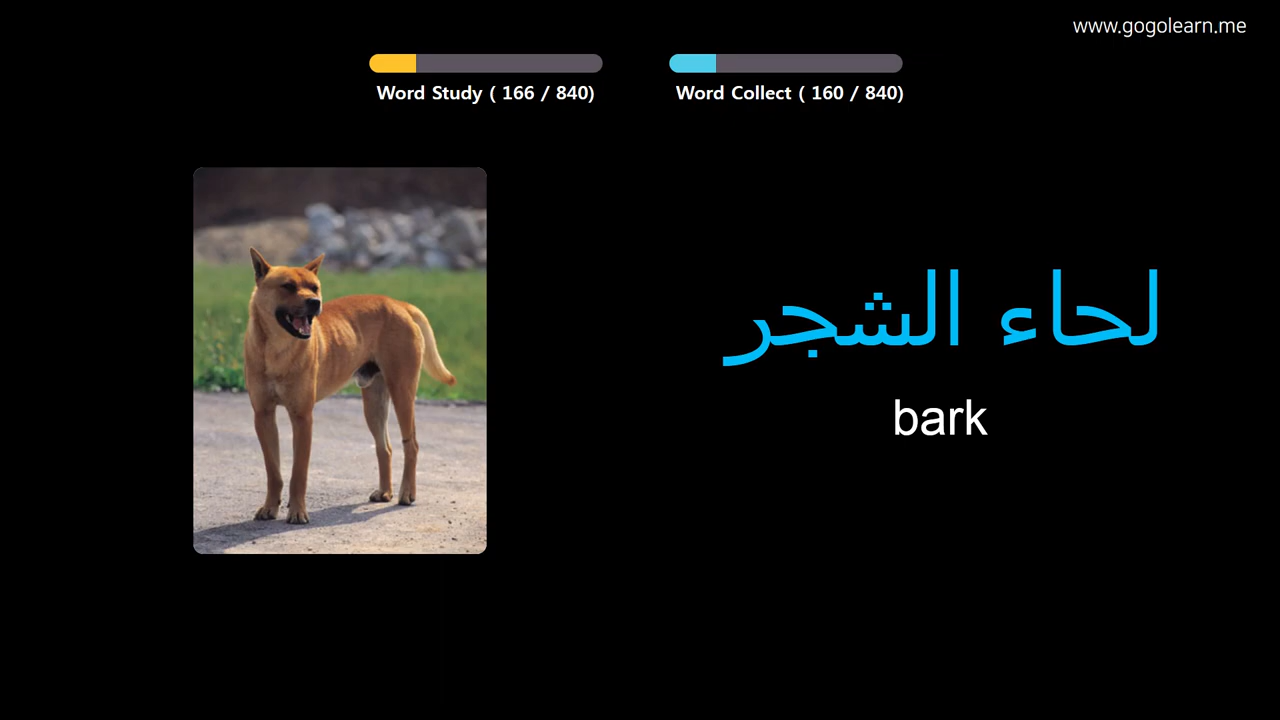 www.gogolearn.me
Word Study ( 166 / 840)
Word Collect ( 160 / 840)
لحاء الشجر
bark